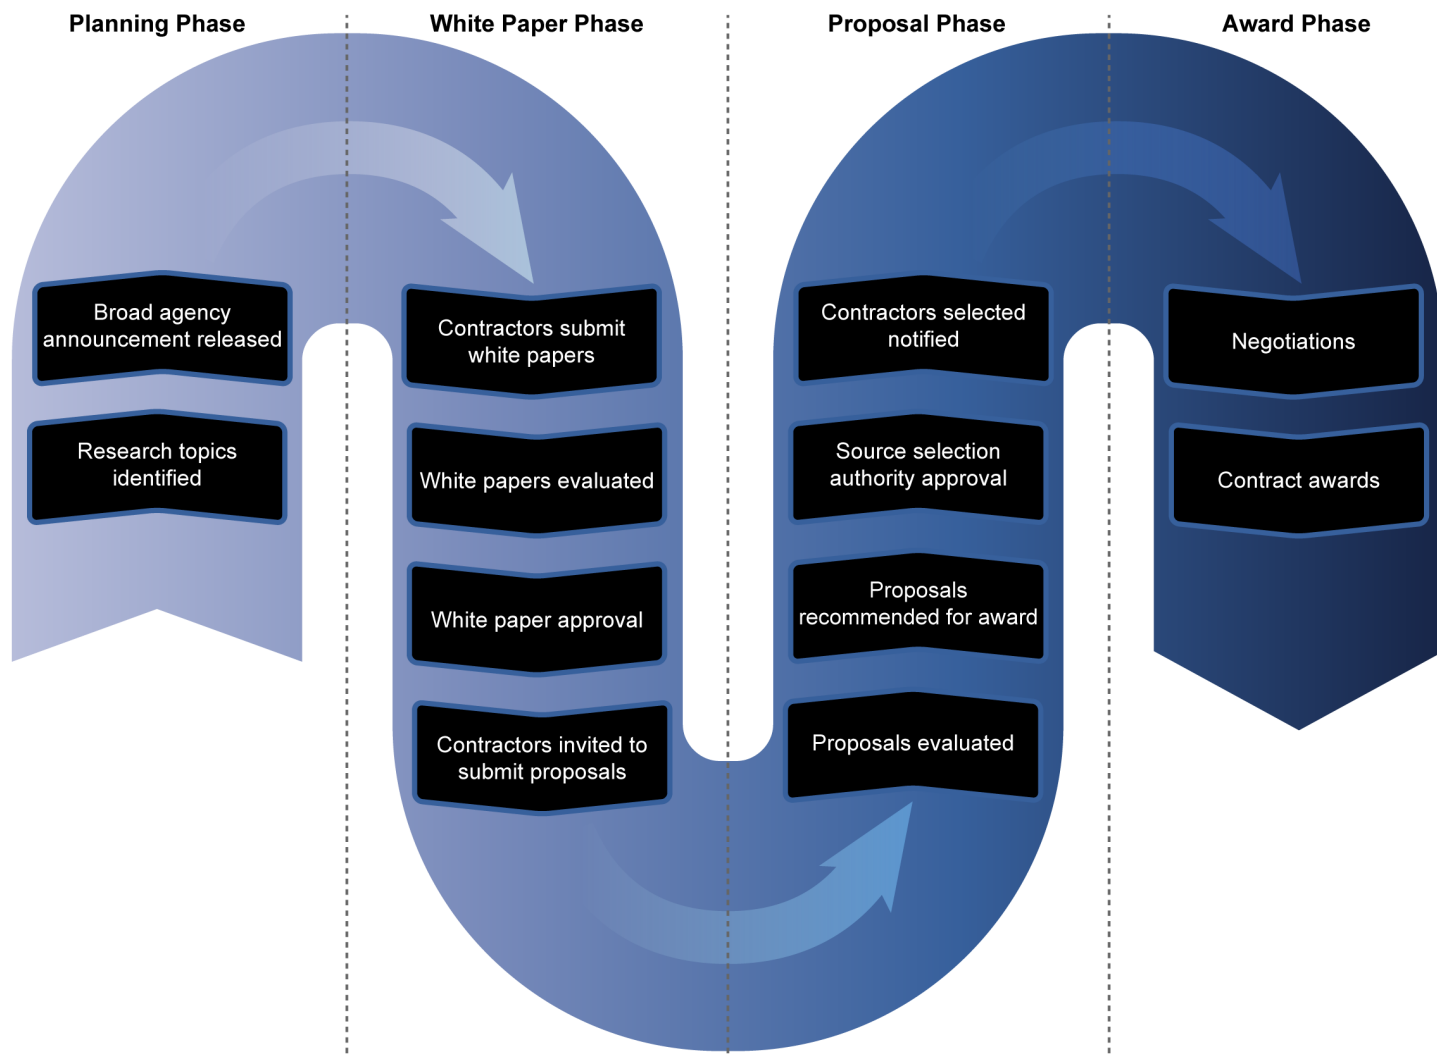 Planning Phase
White Paper Phase
Proposal Phase
Award Phase
Broad agency
announcement released
Research topics
identified
Contractors submit
white papers
White papers evaluated
White paper approval
Contractors invited to
submit proposals
Contractors selected
notified
Source selection
authority approval
Proposals
recommended for award
Proposals evaluated
Negotiations
Contract awards